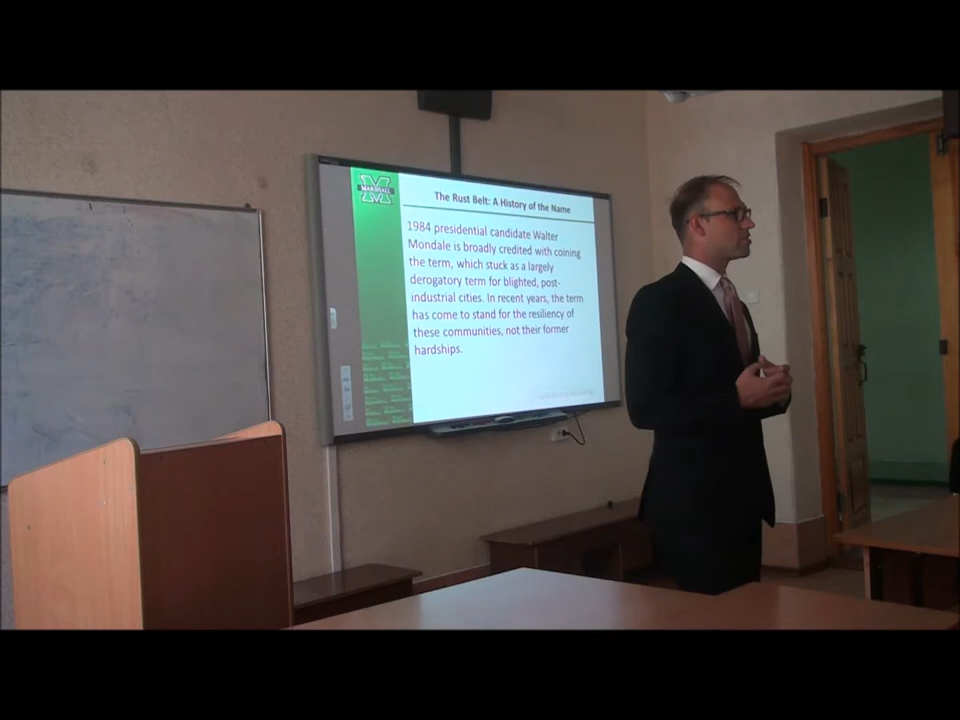 MARSHALL
The Rust Belt: A History of the Name
1984 presidential candidate Walter
Mondale is broadly credited with coining
the term, which stuck as a largely
derogatory term for blighted, post-
industrial cities. In recent years, the term
has come to stand for the resiliency of
these communities, not their former
hardships.